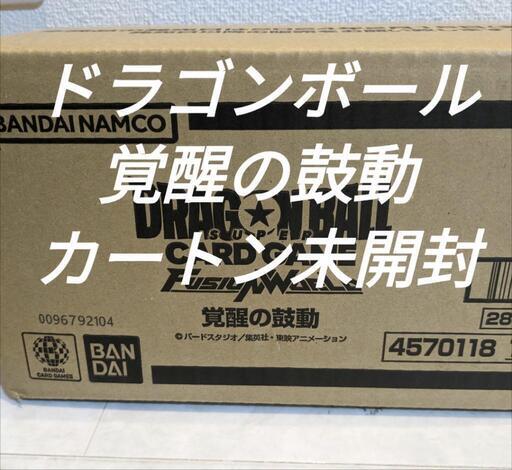 ドラゴンボール
BANDAI NAMCO
覚醒の鼓動
DRAGON BALL
SUPER
CARD GAME
カートン未開封
FUSION WORLD
0096792104
覚醒の鼓動
©バードスタジオ/集英社・東映アニメーション
28
4570118
BANDAI
CARD GAMES
BAN
DAI